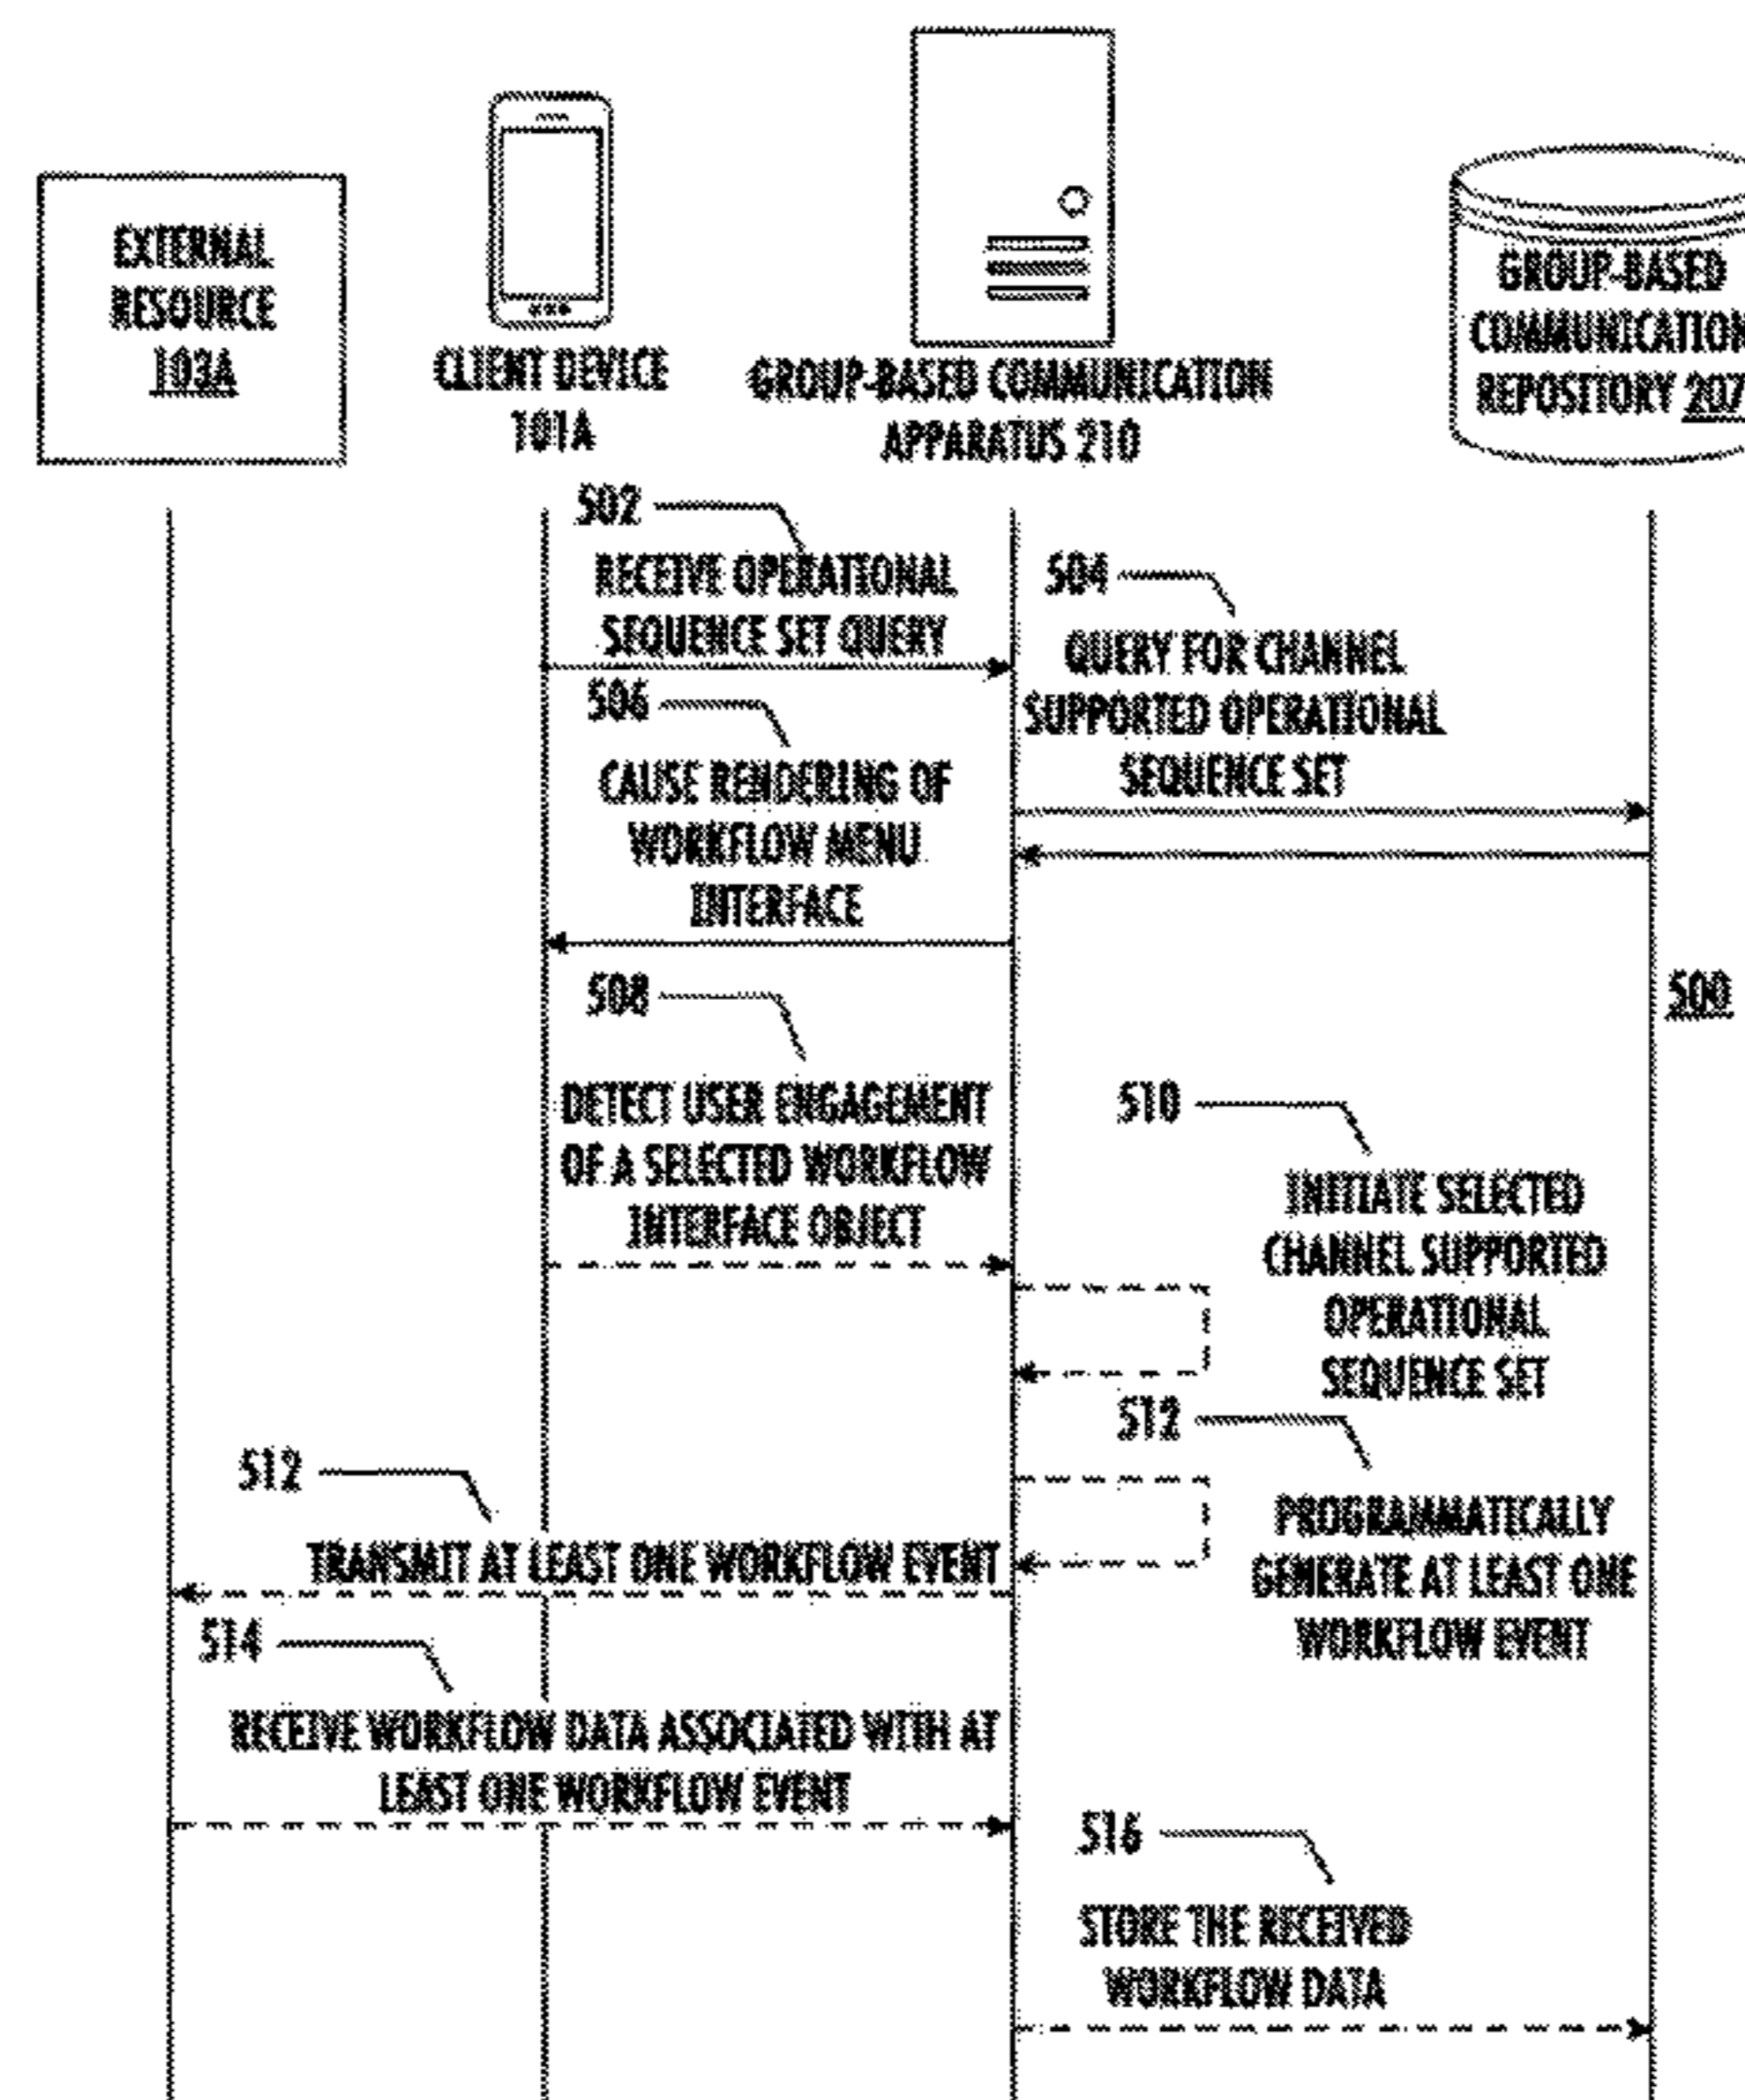 EXTERNAL
RESOURCE
103A
CLIENT DEVICE
101A
GROUP-BASED COMMUNICATION
APPARATUS 210
GROUP-BASED
COMMUNICATION
REPOSITORY 207
502
RECEIVE OPERATIONAL
SEQUENCE SET QUERY
504
QUERY FOR CHANNEL
SUPPORTED OPERATIONAL
SEQUENCE SET
506
CAUSE RENDERING OF
WORKFLOW MENU
INTERFACE
500
508
DETECT USER ENGAGEMENT
OF A SELECTED WORKFLOW
INTERFACE OBJECT
510
INITIATE SELECTED
CHANNEL SUPPORTED
OPERATIONAL
SEQUENCE SET
512
PROGRAMMATICALLY
GENERATE AT LEAST ONE
WORKFLOW EVENT
512
TRANSMIT AT LEAST ONE WORKFLOW EVENT
514
RECEIVE WORKFLOW DATA ASSOCIATED WITH AT
LEAST ONE WORKFLOW EVENT
516
STORE THE RECEIVED
WORKFLOW DATA